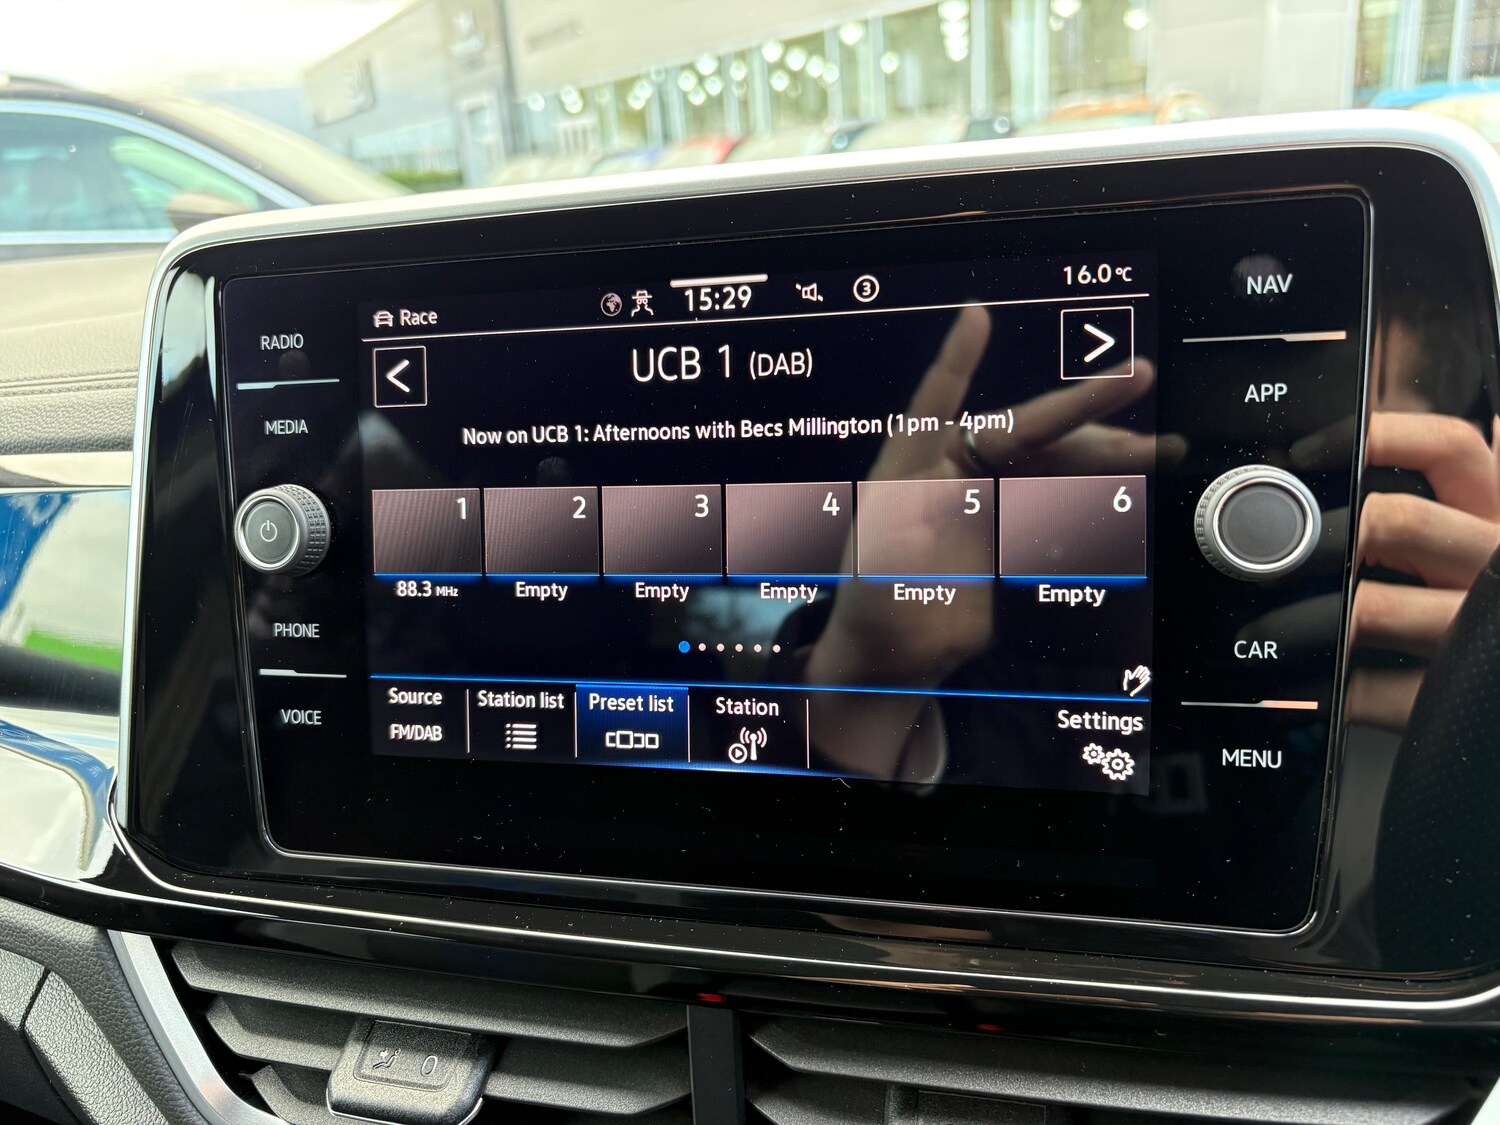 Race
15:29
3
16.0°C
UCB 1 (DAB)
Now on UCB 1: Afternoons with Becs Millington (1pm - 4pm)
1 2 3 4 5 6
88.3 MHz Empty Empty Empty Empty Empty
Source
FM/DAB
Station list
Preset list
Station
Settings
RADIO
MEDIA
PHONE
VOICE
NAV
APP
CAR
MENU
0